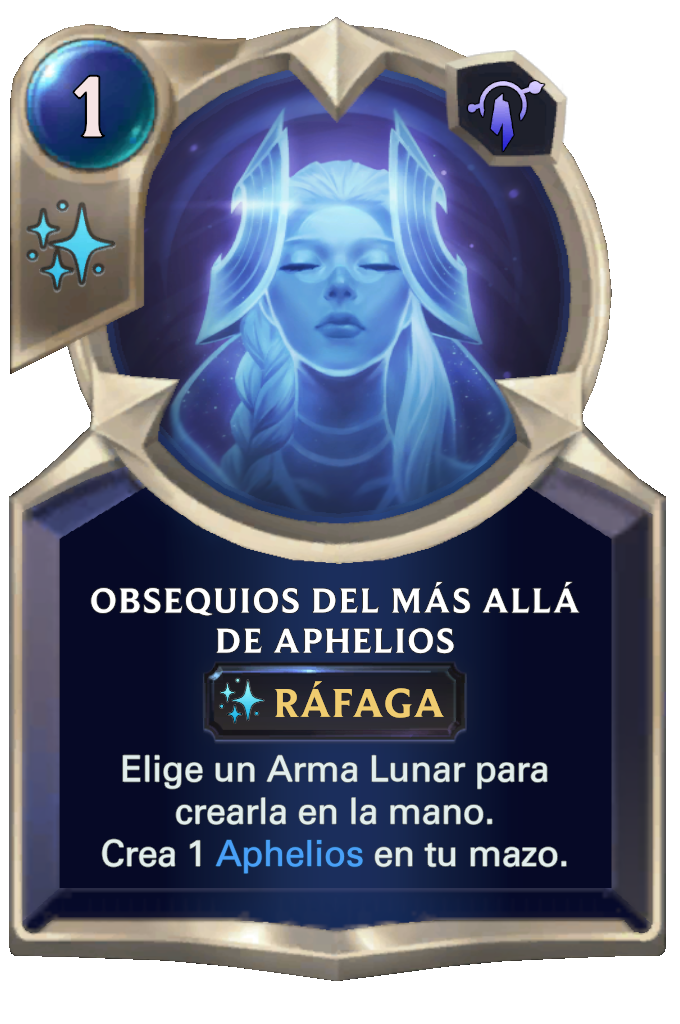 1
OBSEQUIOS DEL MÁS ALLÁ
DE APHELIOS
RÁFAGA
Elige un Arma Lunar para
crearla en la mano.
Crea 1 Aphelios en tu mazo.